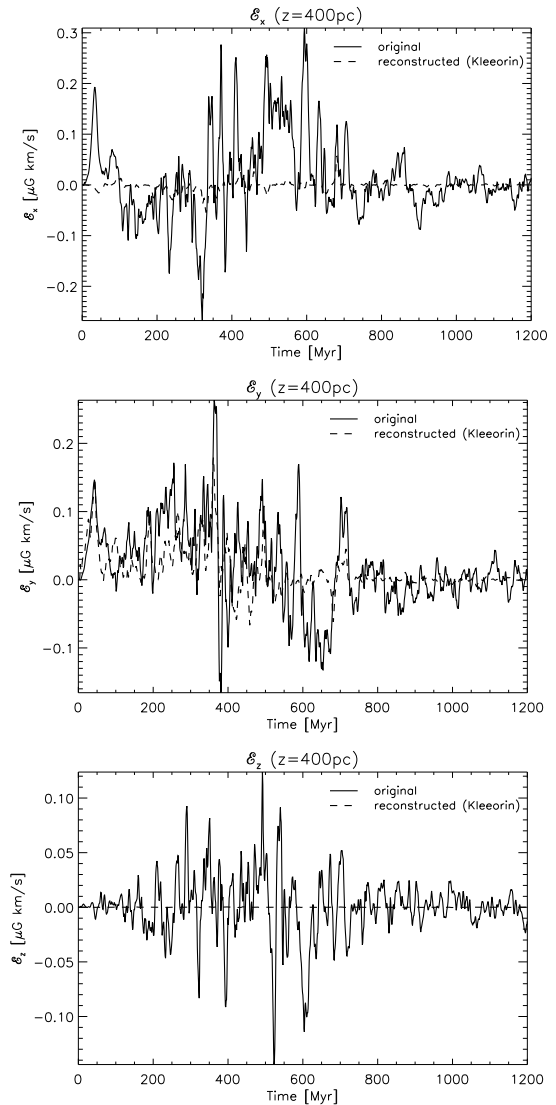 ℰx (z=400pc)
original
reconstructed (Kleeorin)
0.3
0.2
0.1
0.0
-0.1
-0.2
ℰx [μG km/s]
0 200 400 600 800 1000 1200
Time [Myr]
ℰy (z=400pc)
original
reconstructed (Kleeorin)
0.2
0.1
0.0
-0.1
ℰy [μG km/s]
0 200 400 600 800 1000 1200
Time [Myr]
ℰz (z=400pc)
original
reconstructed (Kleeorin)
0.10
0.05
0.00
-0.05
-0.10
ℰz [μG km/s]
0 200 400 600 800 1000 1200
Time [Myr]